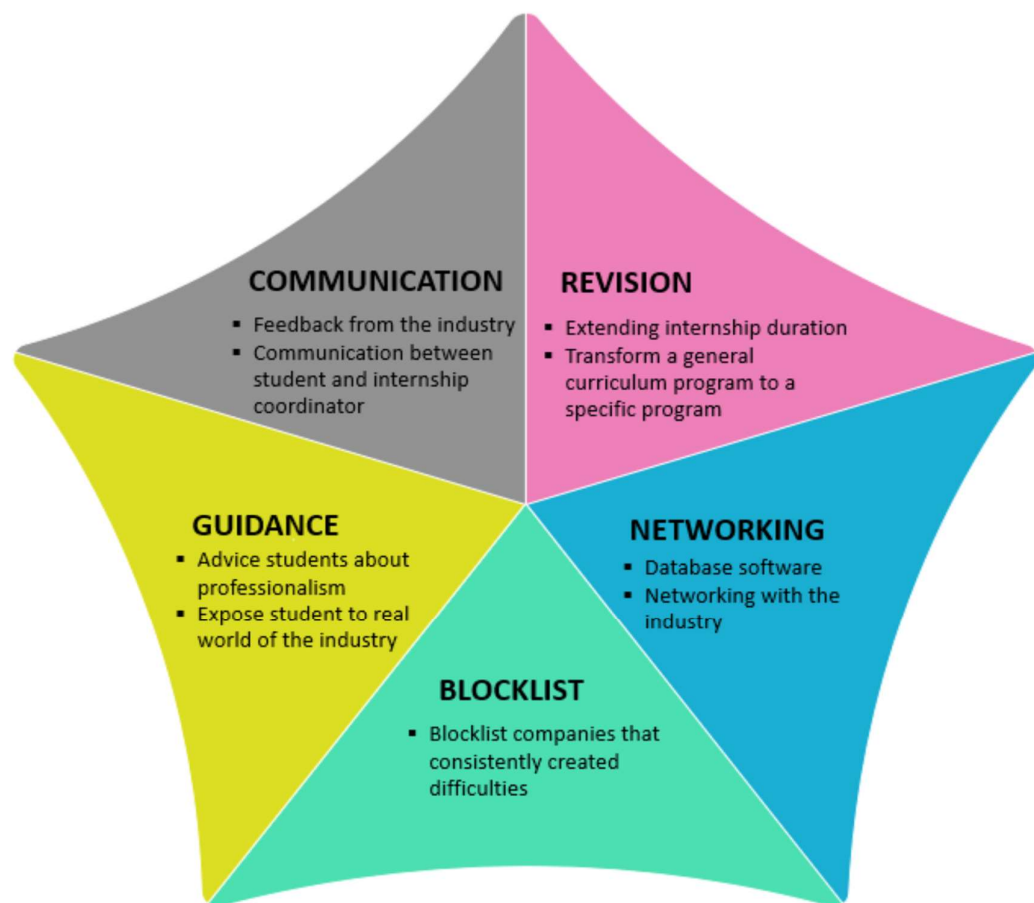 COMMUNICATION
▪ Feedback from the industry
▪ Communication between
student and internship
coordinator
REVISION
▪ Extending internship duration
▪ Transform a general
curriculum program to a
specific program
GUIDANCE
▪ Advice students about
professionalism
▪ Expose student to real
world of the industry
NETWORKING
▪ Database software
▪ Networking with the
industry
BLOCKLIST
▪ Blocklist companies that
consistently created
difficulties